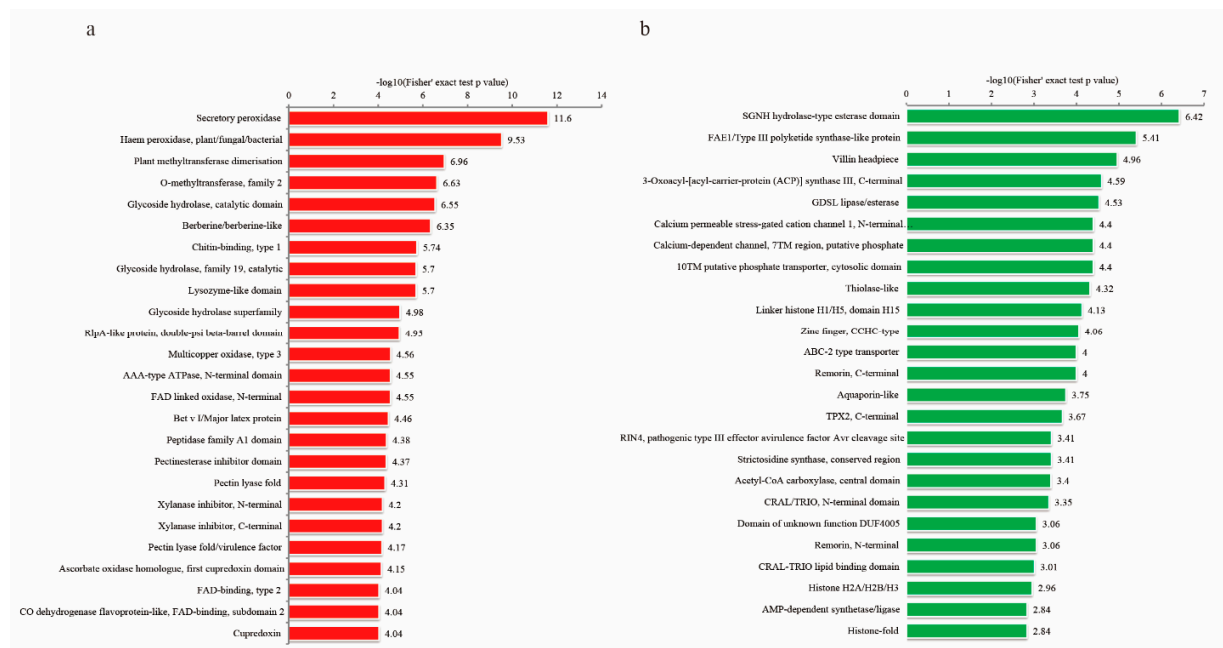 a
-log10(Fisher' exact test p value)
0 2 4 6 8 10 12 14
Secretory peroxidase 11.6
Haem peroxidase, plant/fungal/bacterial 9.53
Plant methyltransferase dimerisation 6.96
O-methyltransferase, family 2 6.63
Glycoside hydrolase, catalytic domain 6.55
Berberine/berberine-like 6.35
Chitin-binding, type 1 5.74
Glycoside hydrolase, family 19, catalytic 5.7
Lysozyme-like domain 5.7
Glycoside hydrolase superfamily 4.98
RlpA-like protein, double-psi beta-barrel domain 4.95
Multicopper oxidase, type 3 4.56
AAA-type ATPase, N-terminal domain 4.55
FAD linked oxidase, N-terminal 4.55
Bet v I/Major latex protein 4.46
Peptidase family A1 domain 4.38
Pectinesterase inhibitor domain 4.37
Pectin lyase fold 4.31
Xylanase inhibitor, N-terminal 4.2
Xylanase inhibitor, C-terminal 4.2
Pectin lyase fold/virulence factor 4.17
Ascorbate oxidase homologue, first cupredoxin domain 4.15
FAD-binding, type 2 4.04
CO dehydrogenase flavoprotein-like, FAD-binding, subdomain 2 4.04
Cupredoxin 4.04
b
-log10(Fisher' exact test p value)
0 1 2 3 4 5 6 7
SGNH hydrolase-type esterase domain 6.42
FAE1/Type III polyketide synthase-like protein 5.41
Villin headpiece 4.96
3-Oxoacyl-[acyl-carrier-protein (ACP)] synthase III, C-terminal 4.59
GDSL lipase/esterase 4.53
Calcium permeable stress-gated cation channel 1, N-terminal... 4.4
Calcium-dependent channel, 7TM region, putative phosphate 4.4
10TM putative phosphate transporter, cytosolic domain 4.4
Thiolase-like 4.32
Linker histone H1/H5, domain H15 4.13
Zinc finger, CCHC-type 4.06
ABC-2 type transporter 4
Remorin, C-terminal 4
Aquaporin-like 3.75
TPX2, C-terminal 3.67
RIN4, pathogenic type III effector avirulence factor Avr cleavage site 3.41
Strictosidine synthase, conserved region 3.41
Acetyl-CoA carboxylase, central domain 3.4
CRAL/TRIO, N-terminal domain 3.35
Domain of unknown function DUF4005 3.06
Remorin, N-terminal 3.06
CRAL-TRIO lipid binding domain 3.01
Histone H2A/H2B/H3 2.96
AMP-dependent synthetase/ligase 2.84
Histone-fold 2.84